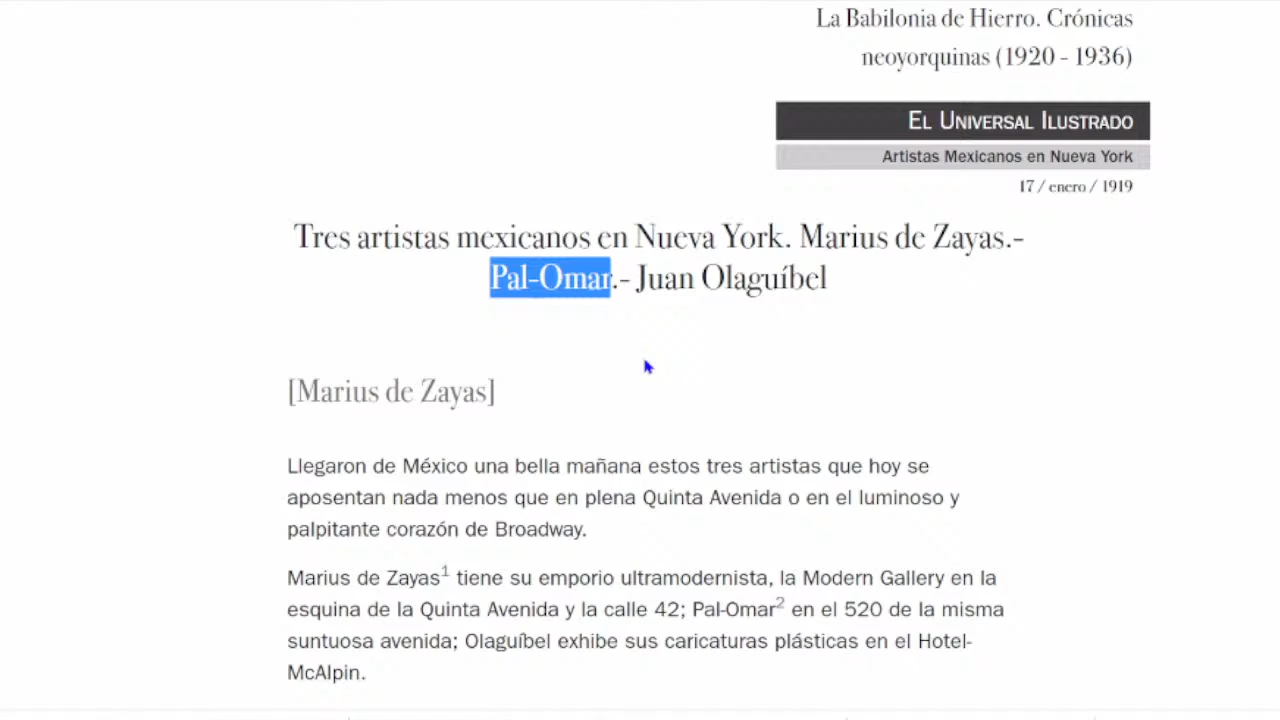 La Babilonia de Hierro. Crónicas
neoyorquinas (1920 - 1936)
El Universal Ilustrado
Artistas Mexicanos en Nueva York
17 / enero / 1919
Tres artistas mexicanos en Nueva York. Marius de Zayas.-
Pal-Omar.- Juan Olaguíbel
[Marius de Zayas]
Llegaron de México una bella mañana estos tres artistas que hoy se
aposentan nada menos que en plena Quinta Avenida o en el luminoso y
palpitante corazón de Broadway.
Marius de Zayas1 tiene su emporio ultramodernista, la Modern Gallery en la
esquina de la Quinta Avenida y la calle 42; Pal-Omar2 en el 520 de la misma
suntuosa avenida; Olaguíbel exhibe sus caricaturas plásticas en el Hotel-
McAlpin.